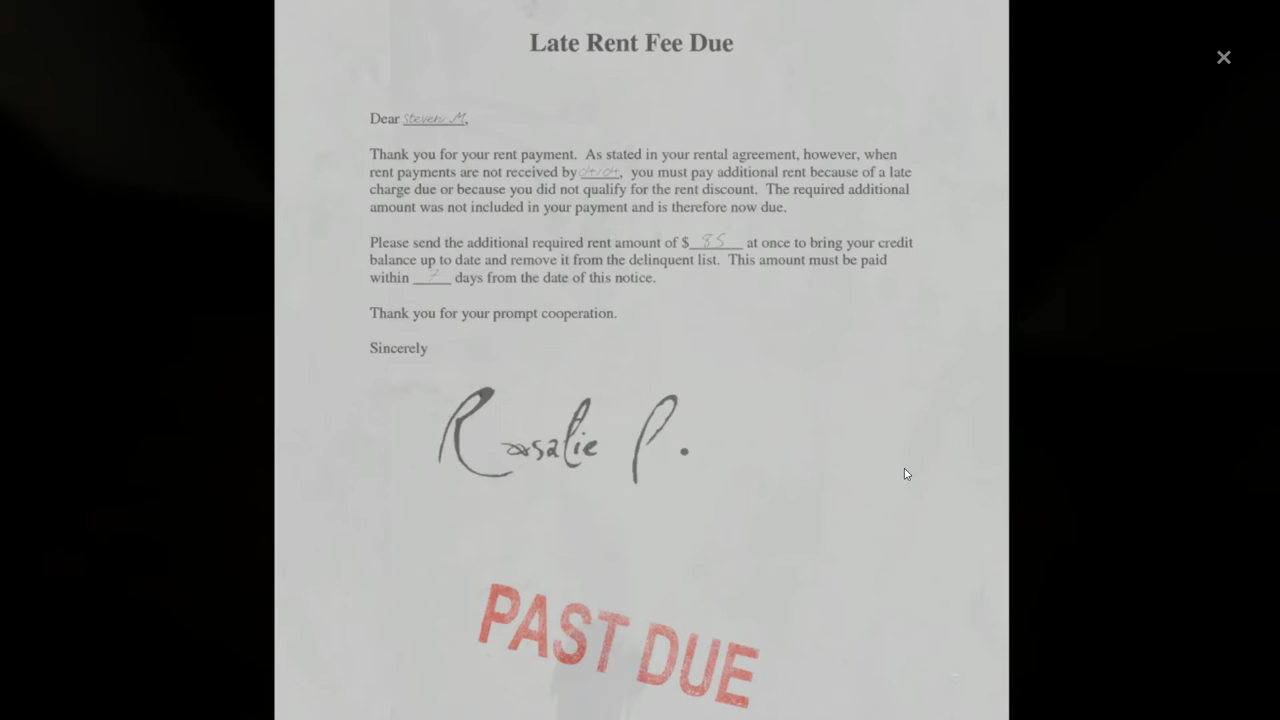 Late Rent Fee Due
Dear Steven M,
Thank you for your rent payment. As stated in your rental agreement, however, when
rent payments are not received by 04/04, you must pay additional rent because of a late
charge due or because you did not qualify for the rent discount. The required additional
amount was not included in your payment and is therefore now due.
Please send the additional required rent amount of $ 85 at once to bring your credit
balance up to date and remove it from the delinquent list. This amount must be paid
within 7 days from the date of this notice.
Thank you for your prompt cooperation.
Sincerely
Rosalie P.
PAST DUE